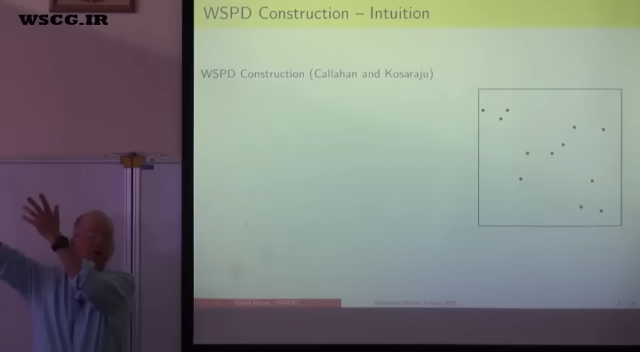 WSCG.IR
WSPD Construction – Intuition
WSPD Construction (Callahan and Kosaraju)